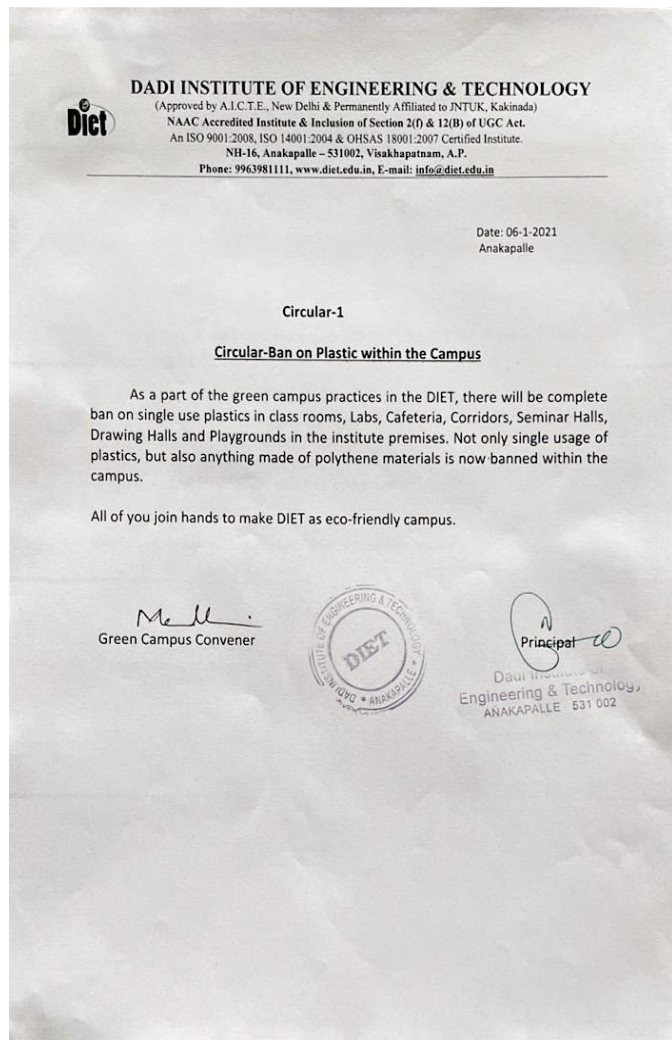 DADI INSTITUTE OF ENGINEERING & TECHNOLOGY
(Approved by A.I.C.T.E., New Delhi & Permanently Affiliated to JNTUK, Kakinada)
NAAC Accredited Institute & Inclusion of Section 2(f) & 12(B) of UGC Act.
An ISO 9001:2008, ISO 14001:2004 & OHSAS 18001:2007 Certified Institute.
NH-16, Anakapalle – 531002, Visakhapatnam, A.P.
Phone: 9963981111, www.diet.edu.in, E-mail: info@diet.edu.in
Diet
Date: 06-1-2021
Anakapalle
Circular-1
Circular-Ban on Plastic within the Campus
As a part of the green campus practices in the DIET, there will be complete
ban on single use plastics in class rooms, Labs, Cafeteria, Corridors, Seminar Halls,
Drawing Halls and Playgrounds in the institute premises. Not only single usage of
plastics, but also anything made of polythene materials is now banned within the
campus.
All of you join hands to make DIET as eco-friendly campus.
Green Campus Convener
DADI INSTITUTE OF ENGINEERING & TECHNOLOGY * ANAKAPALLE *
DIET
Principal
Dadi
Engineering & Technology,
ANAKAPALLE 531 002